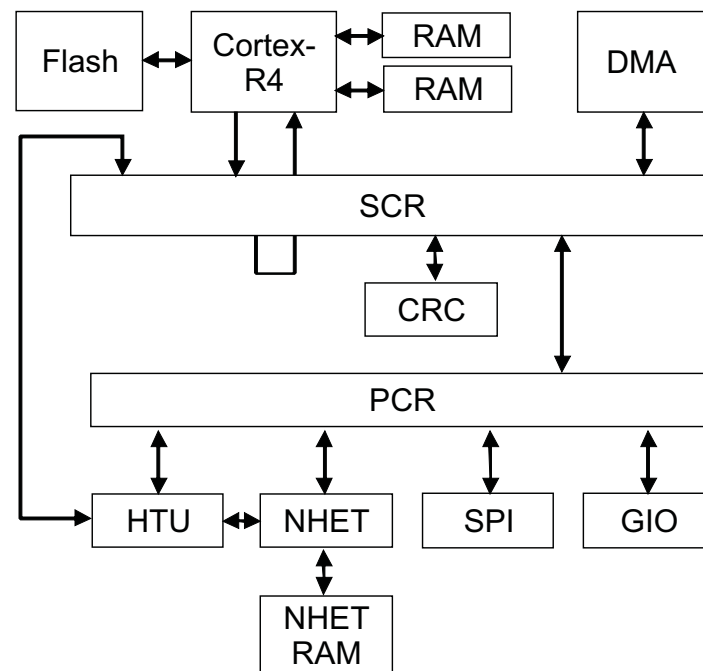 Flash
Cortex-
R4
RAM
RAM
DMA
SCR
CRC
PCR
HTU
NHET
SPI
GIO
NHET
RAM